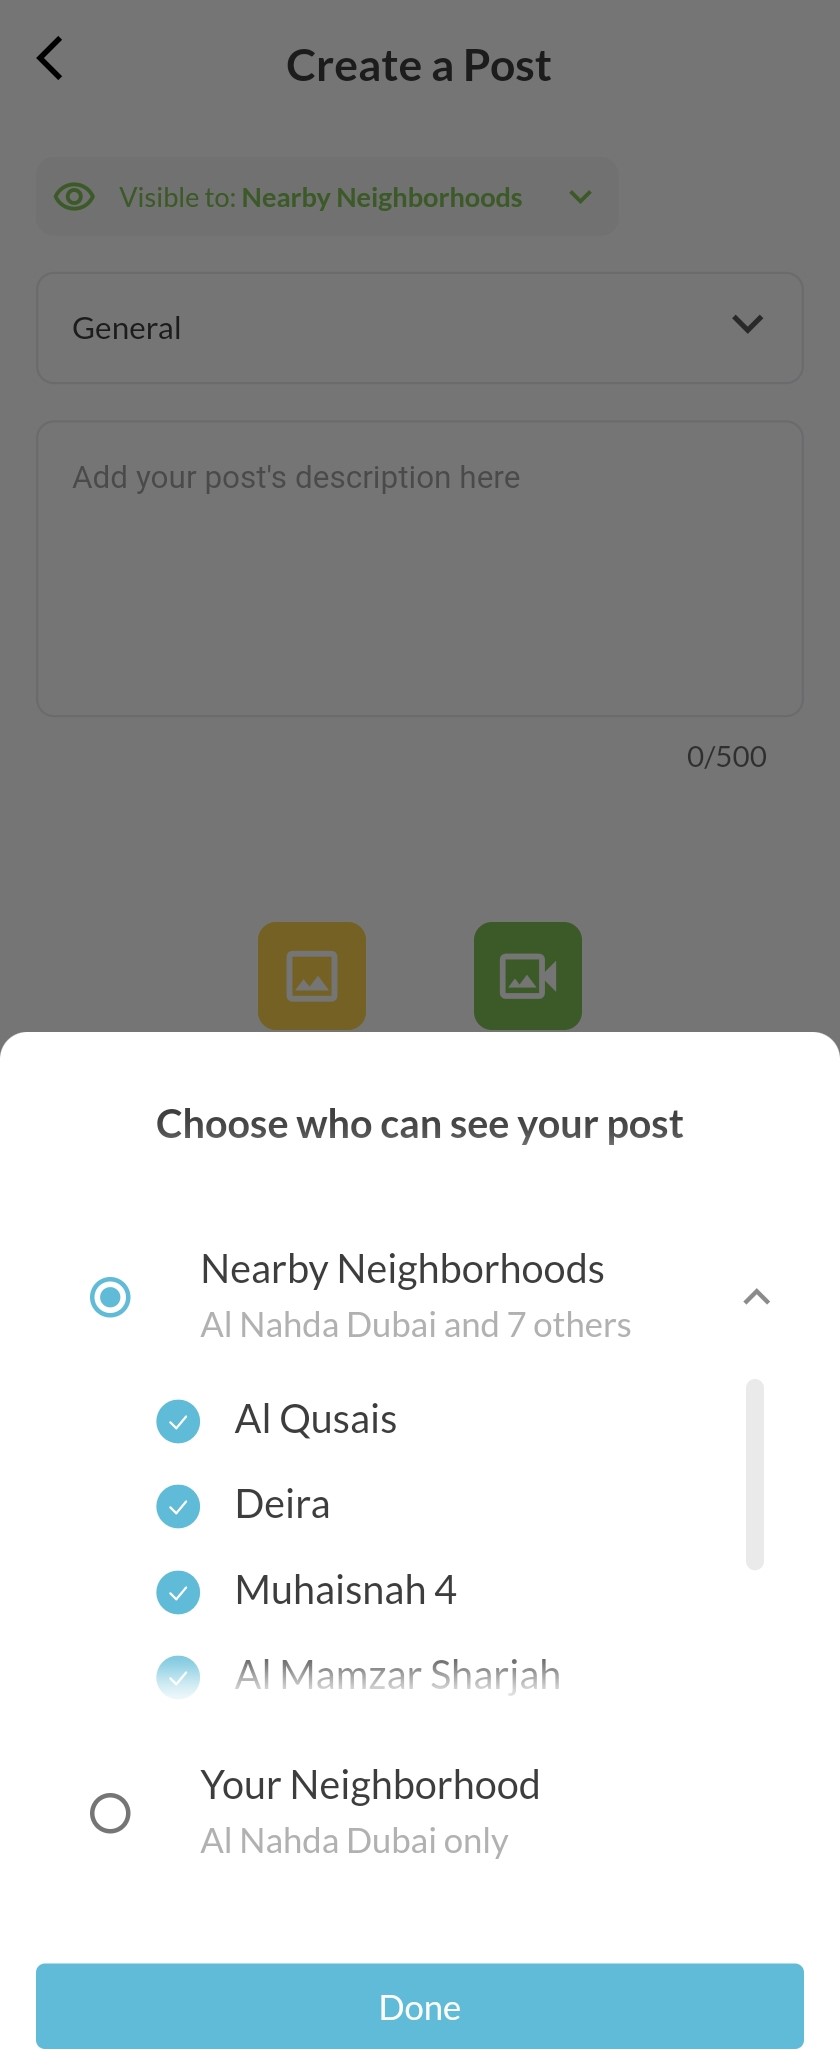 Create a Post
Visible to: Nearby Neighborhoods
General
Add your post's description here
0/500
Choose who can see your post
Nearby Neighborhoods
Al Nahda Dubai and 7 others
Al Qusais
Deira
Muhaisnah 4
Al Mamzar Sharjah
Your Neighborhood
Al Nahda Dubai only
Done